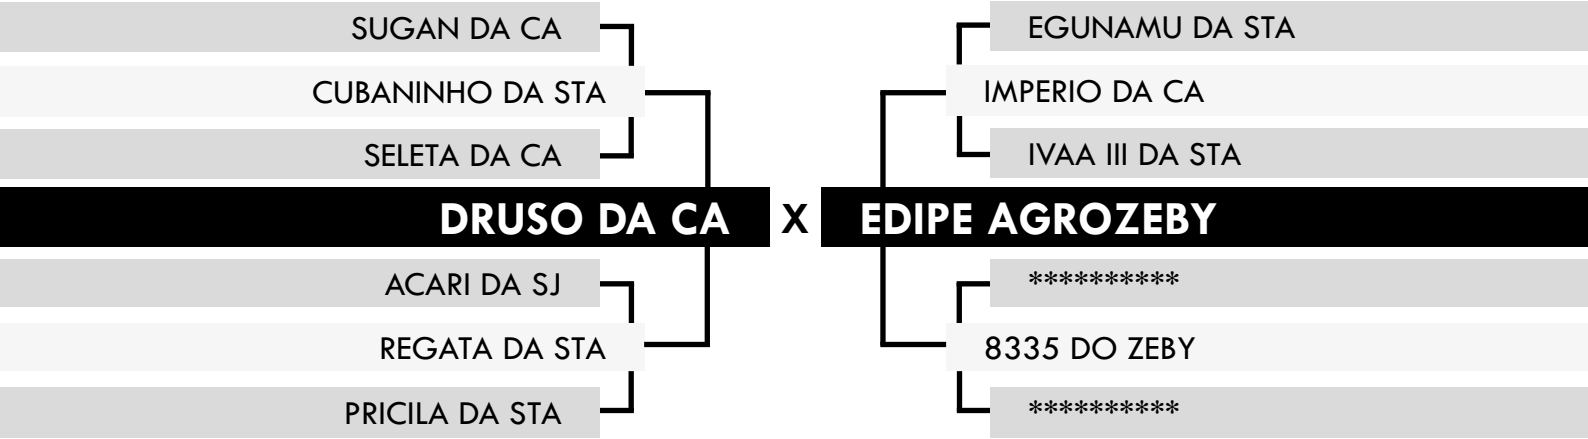 SUGAN DA CA
CUBANINHO DA STA
SELETA DA CA
EGUNAMU DA STA
IMPERIO DA CA
IVAA III DA STA
DRUSO DA CA X EDIPE AGROZEBY
ACARI DA SJ
REGATA DA STA
PRICILA DA STA
**********
8335 DO ZEBY
**********